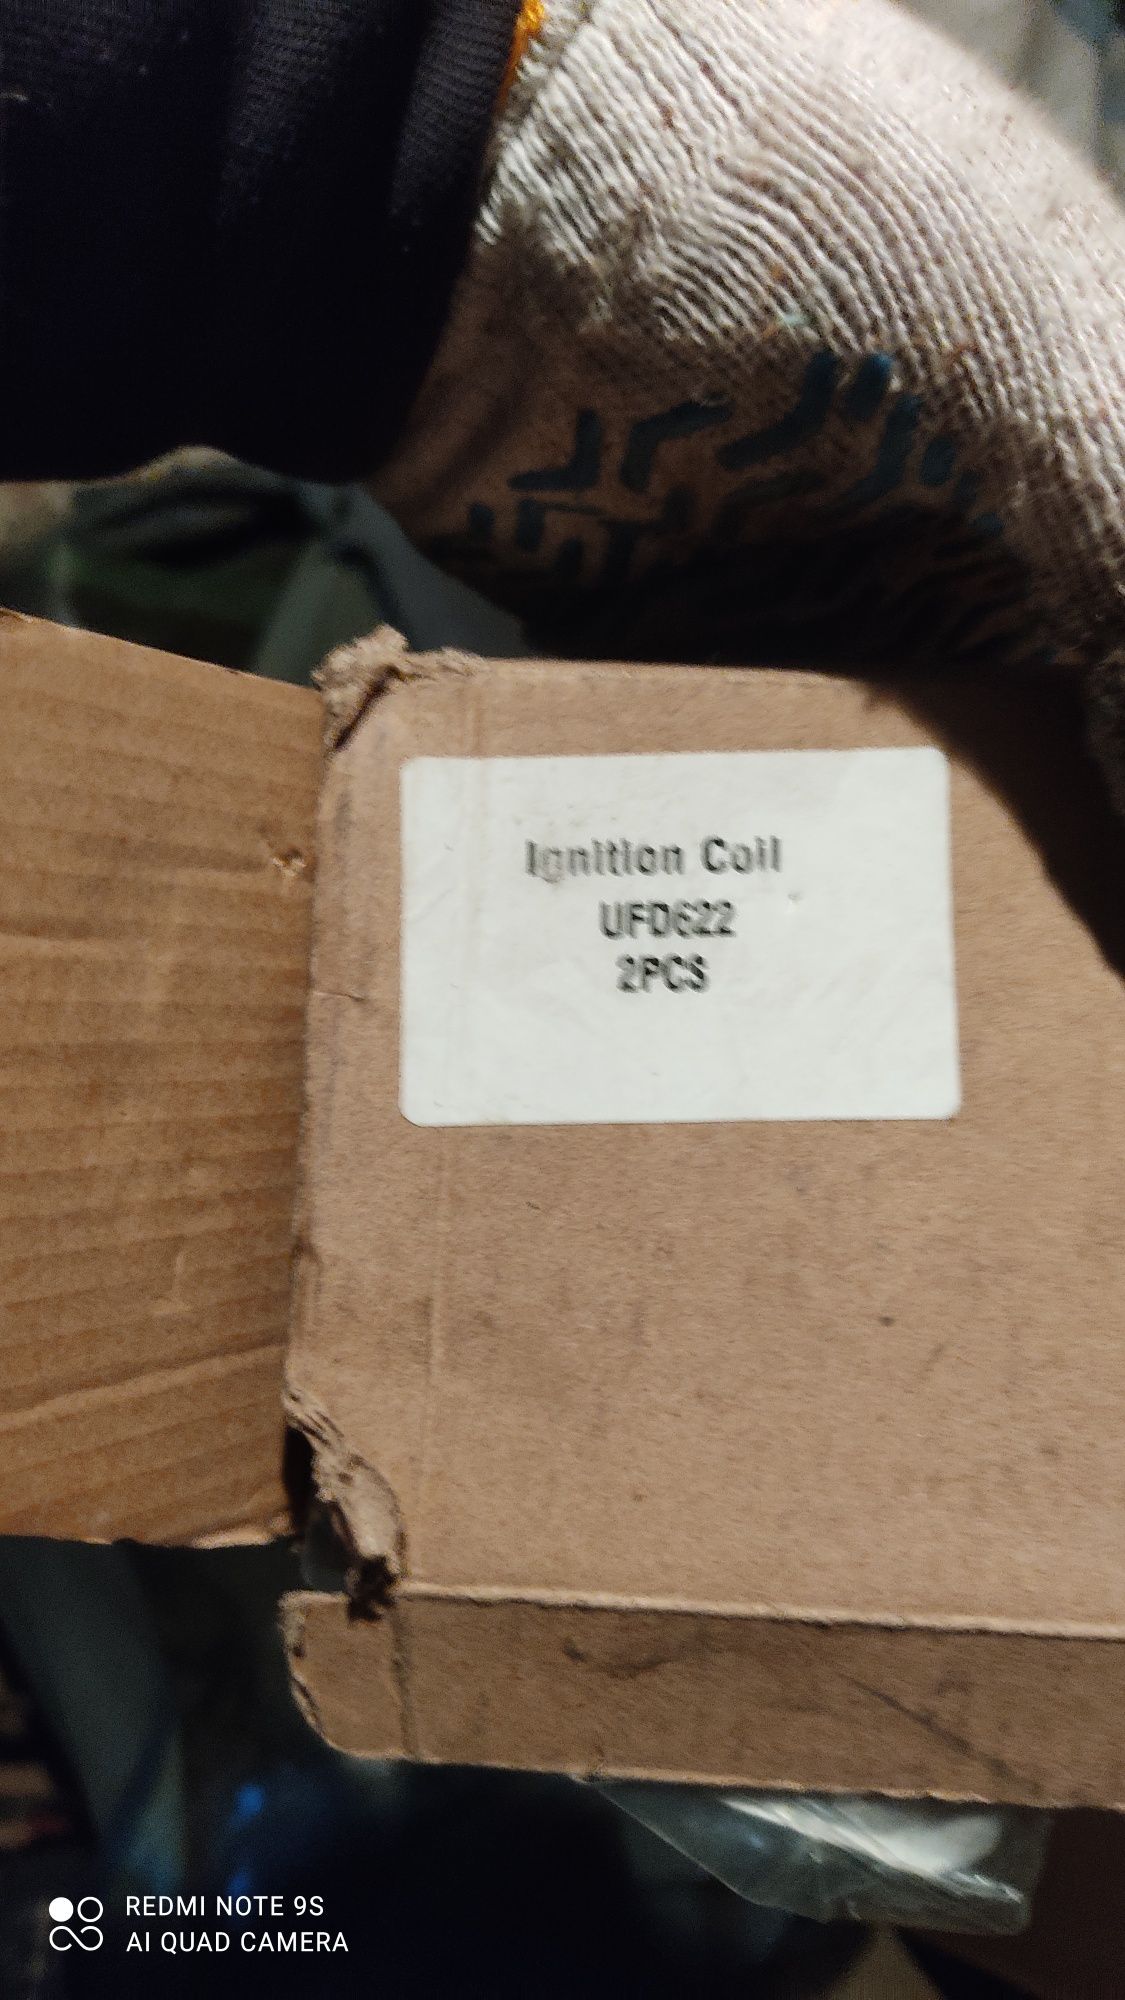 Ignition Coil
UFD622
2PCS
REDMI NOTE 9S
AI QUAD CAMERA